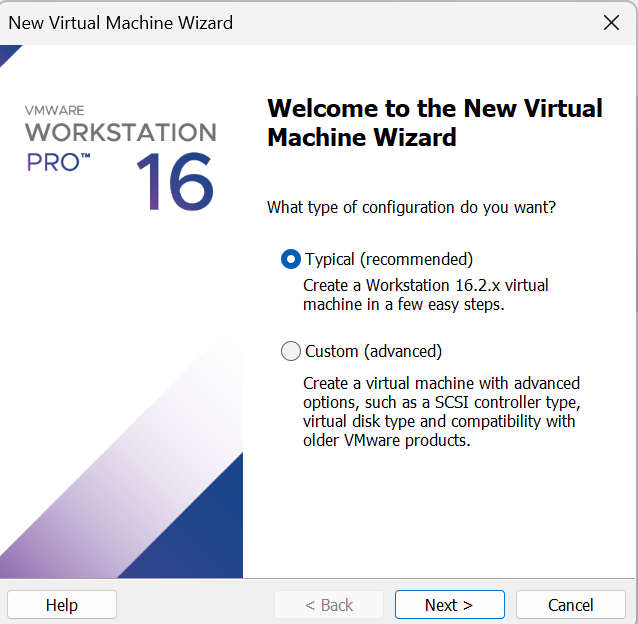 New Virtual Machine Wizard
VMWARE
WORKSTATION
PRO™ 16
Welcome to the New Virtual
Machine Wizard
What type of configuration do you want?
Typical (recommended)
Create a Workstation 16.2.x virtual
machine in a few easy steps.
Custom (advanced)
Create a virtual machine with advanced
options, such as a SCSI controller type,
virtual disk type and compatibility with
older VMware products.
Help
< Back
Next >
Cancel